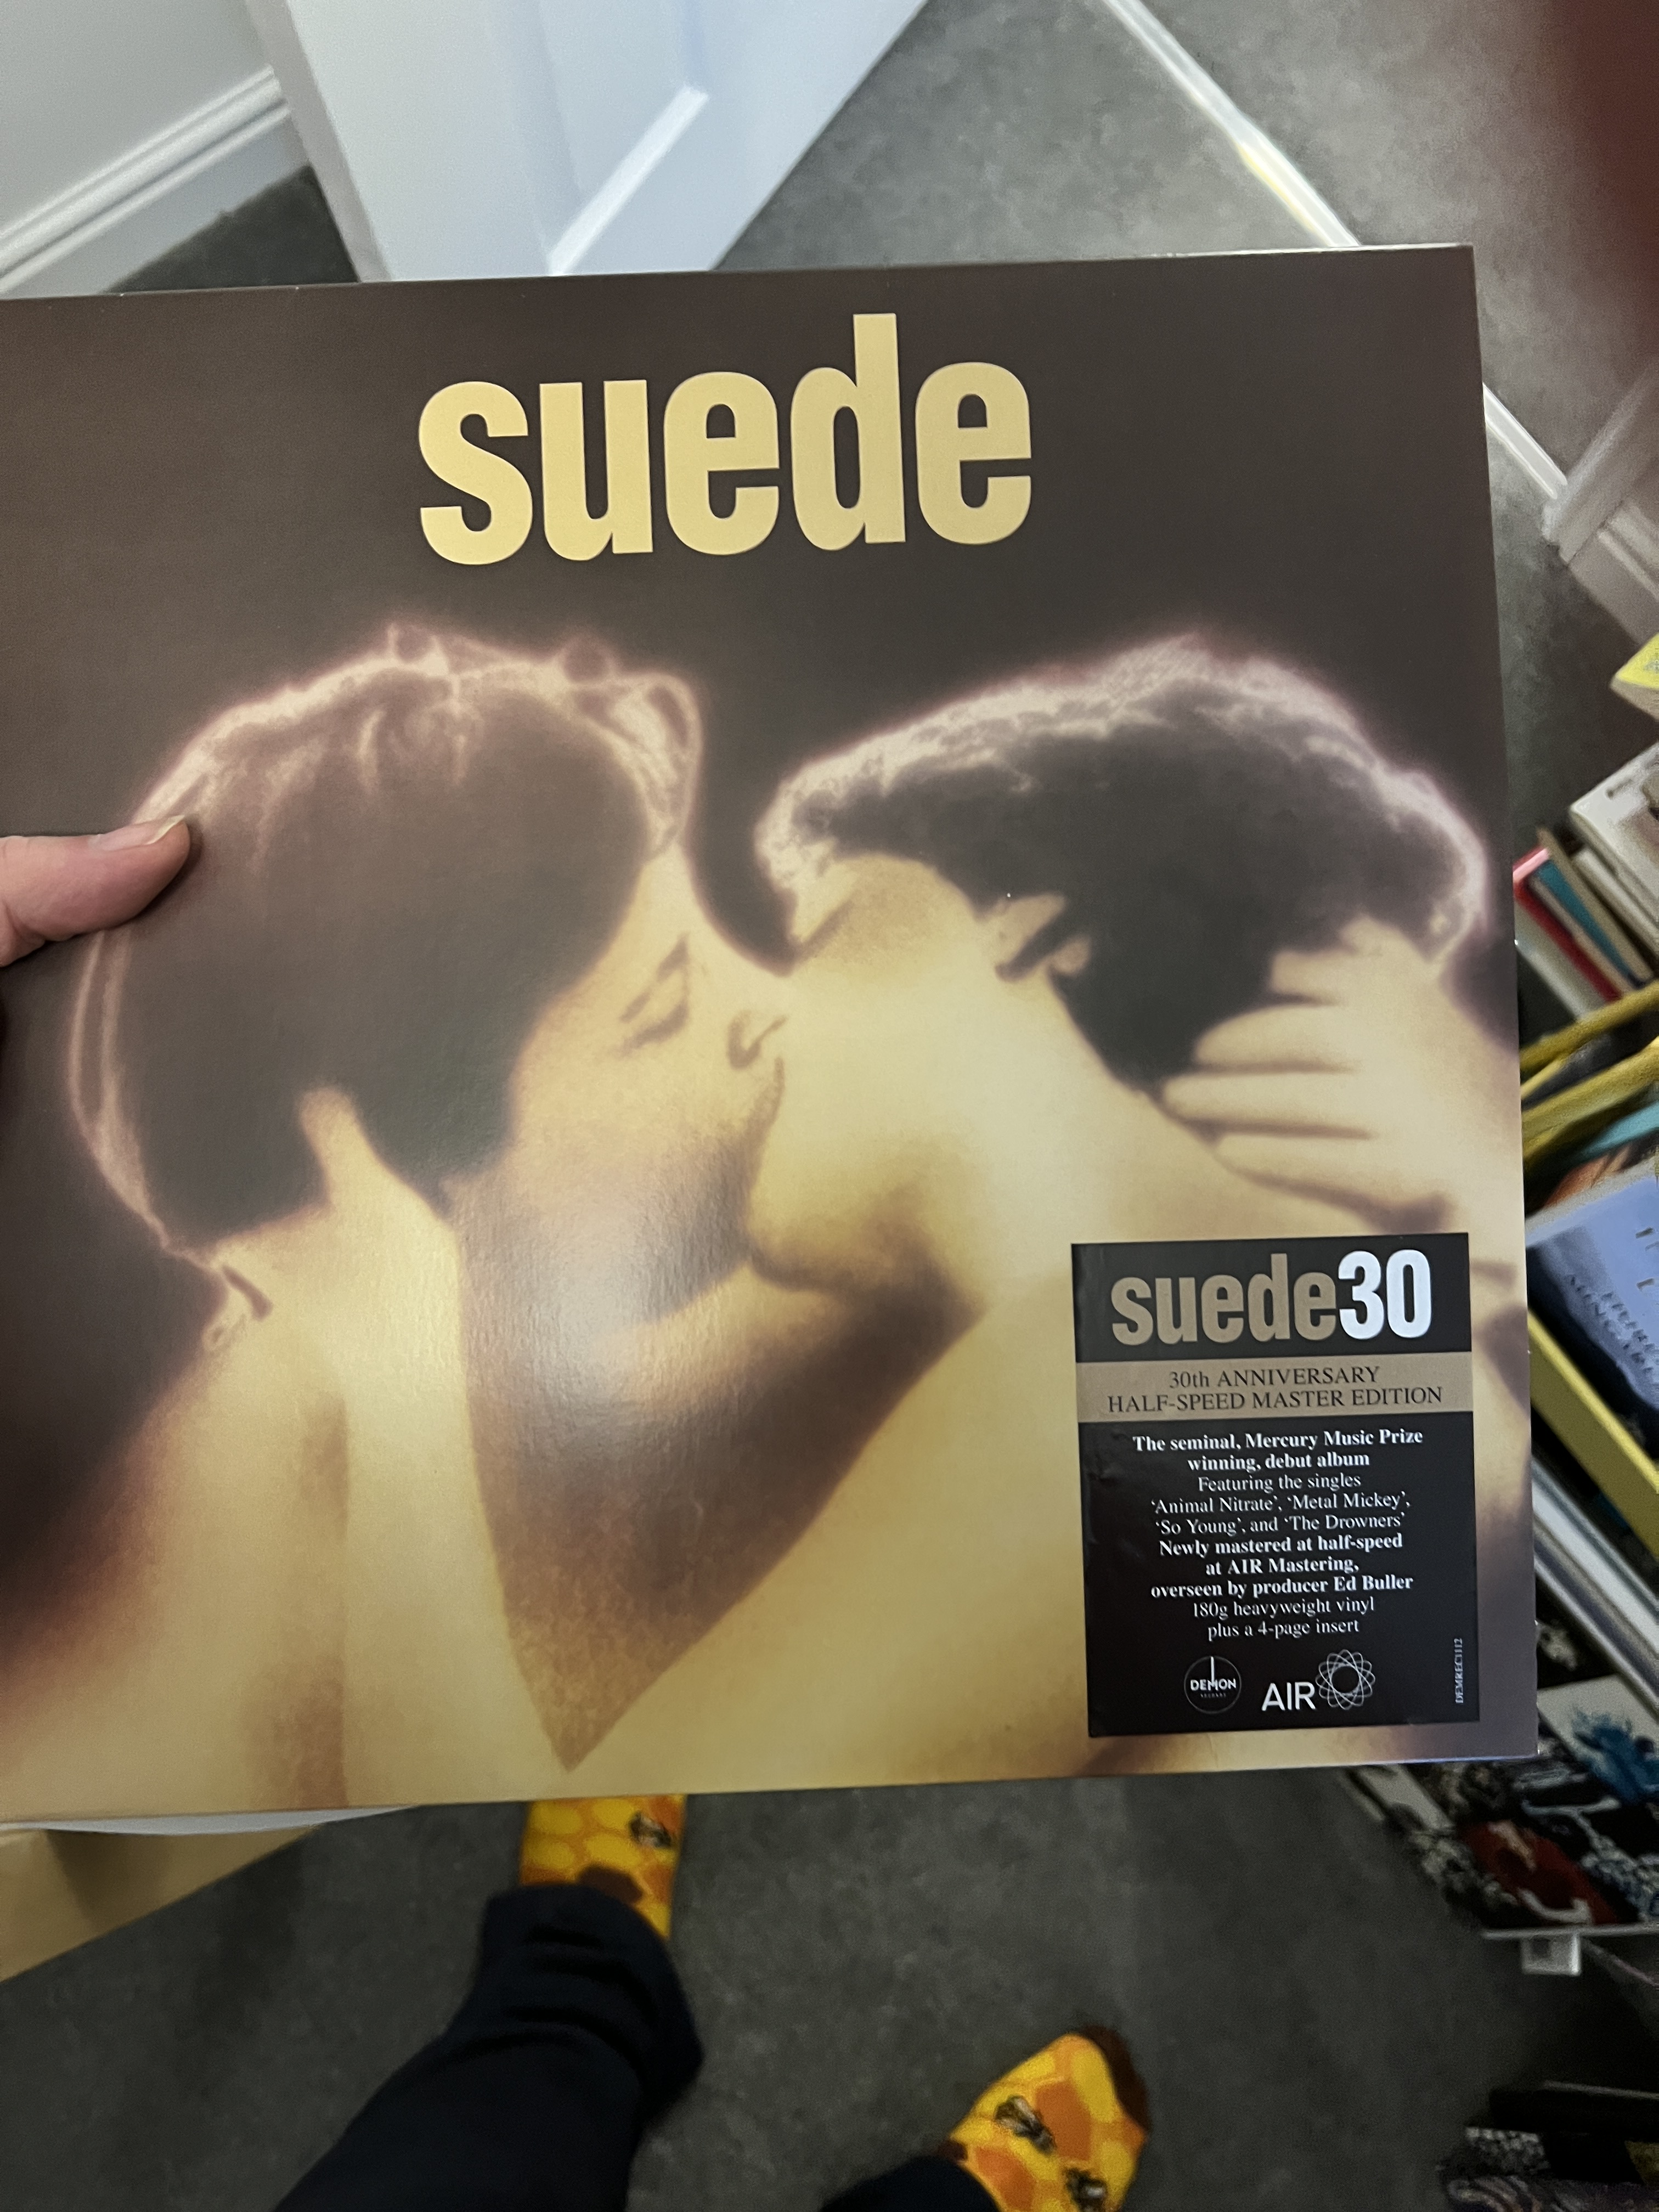 suede
suede30
30th ANNIVERSARY
HALF-SPEED MASTER EDITION
The seminal, Mercury Music Prize
winning, debut album
Featuring the singles
‘Animal Nitrate’, ‘Metal Mickey’,
‘So Young’, and ‘The Drowners’
Newly mastered at half-speed
at AIR Mastering,
overseen by producer Ed Buller
180g heavyweight vinyl
plus a 4-page insert
DEMON
RECORDS
AIR
DEMREC1112